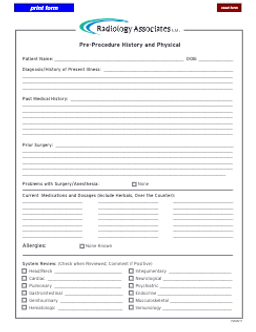 print form
reset form
Radiology Associates
Pre-Procedure History and Physical
Patient Name: DOB:
Diagnosis/History of Present Illness:
Past Medical History:
Prior Surgery:
Problems with Surgery/Anesthesia: None
Current Medications and Dosages (Include Herbals, Over the Counter):
Allergies: None Known
System Review: (Check when Reviewed, Comment if Positive)
Head/Neck Integumentary
Cardiac Neurological
Pulmonary Psychiatric
Gastrointestinal Endocrine
Genitourinary Musculoskeletal
Hematologic Immunology